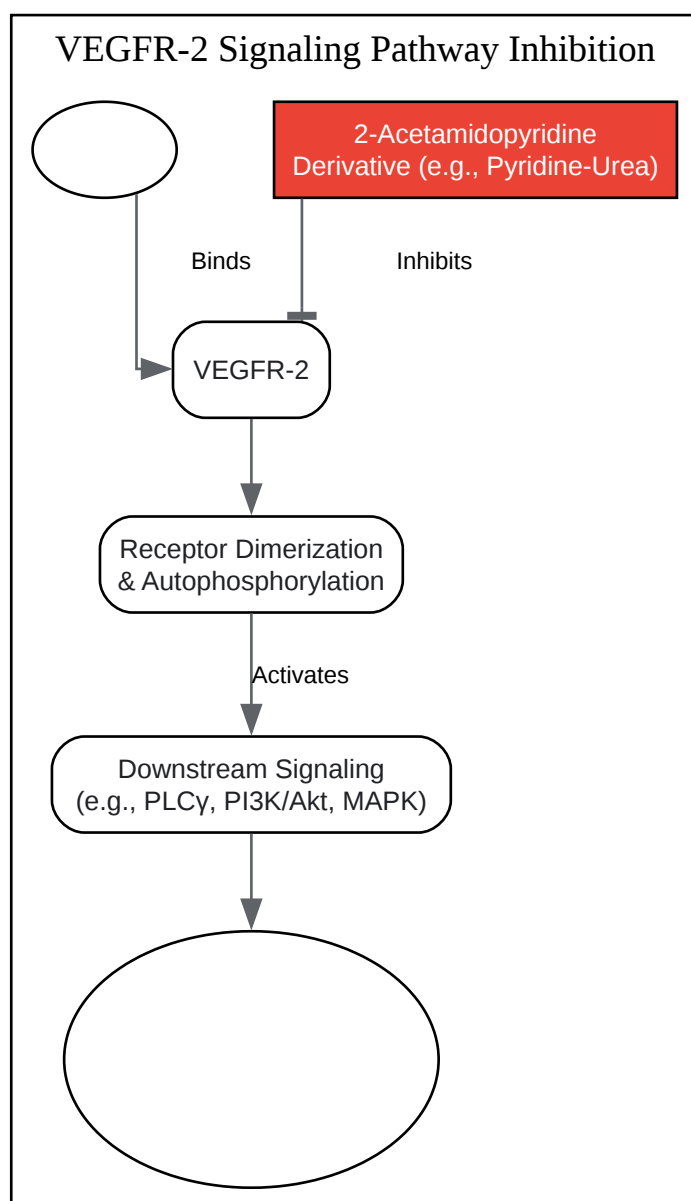 VEGFR-2 Signaling Pathway Inhibition
2-Acetamidopyridine
Derivative (e.g., Pyridine-Urea)
Binds
Inhibits
VEGFR-2
Receptor Dimerization
& Autophosphorylation
Activates
Downstream Signaling
(e.g., PLCγ, PI3K/Akt, MAPK)